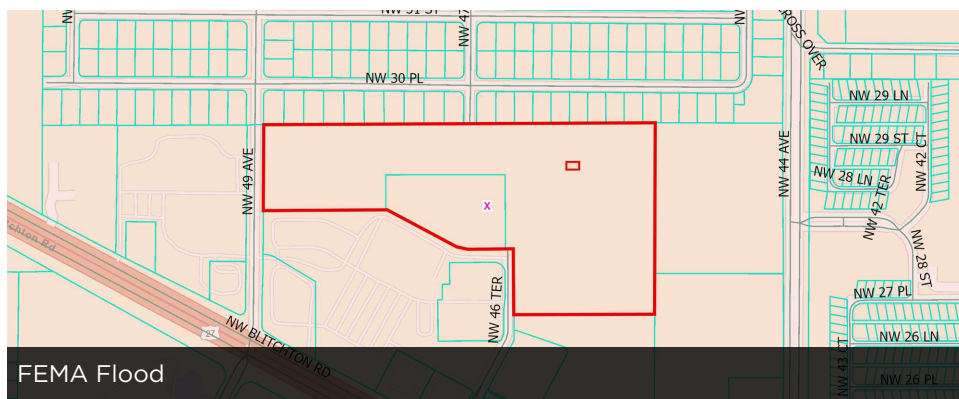 NW 31 ST
NW 47
CROSS OVER
NW 30 PL
NW 29 LN
NW 29 ST
NW 28 LN
NW 42 CT
NW 42 TER
NW 44 AVE
NW 49 AVE
X
NW 28 ST
NW 27 PL
NW 46 TER
NW 26 LN
NW 43 CT
NW 26 PL
27
NW BLITCHTON RD
FEMA Flood